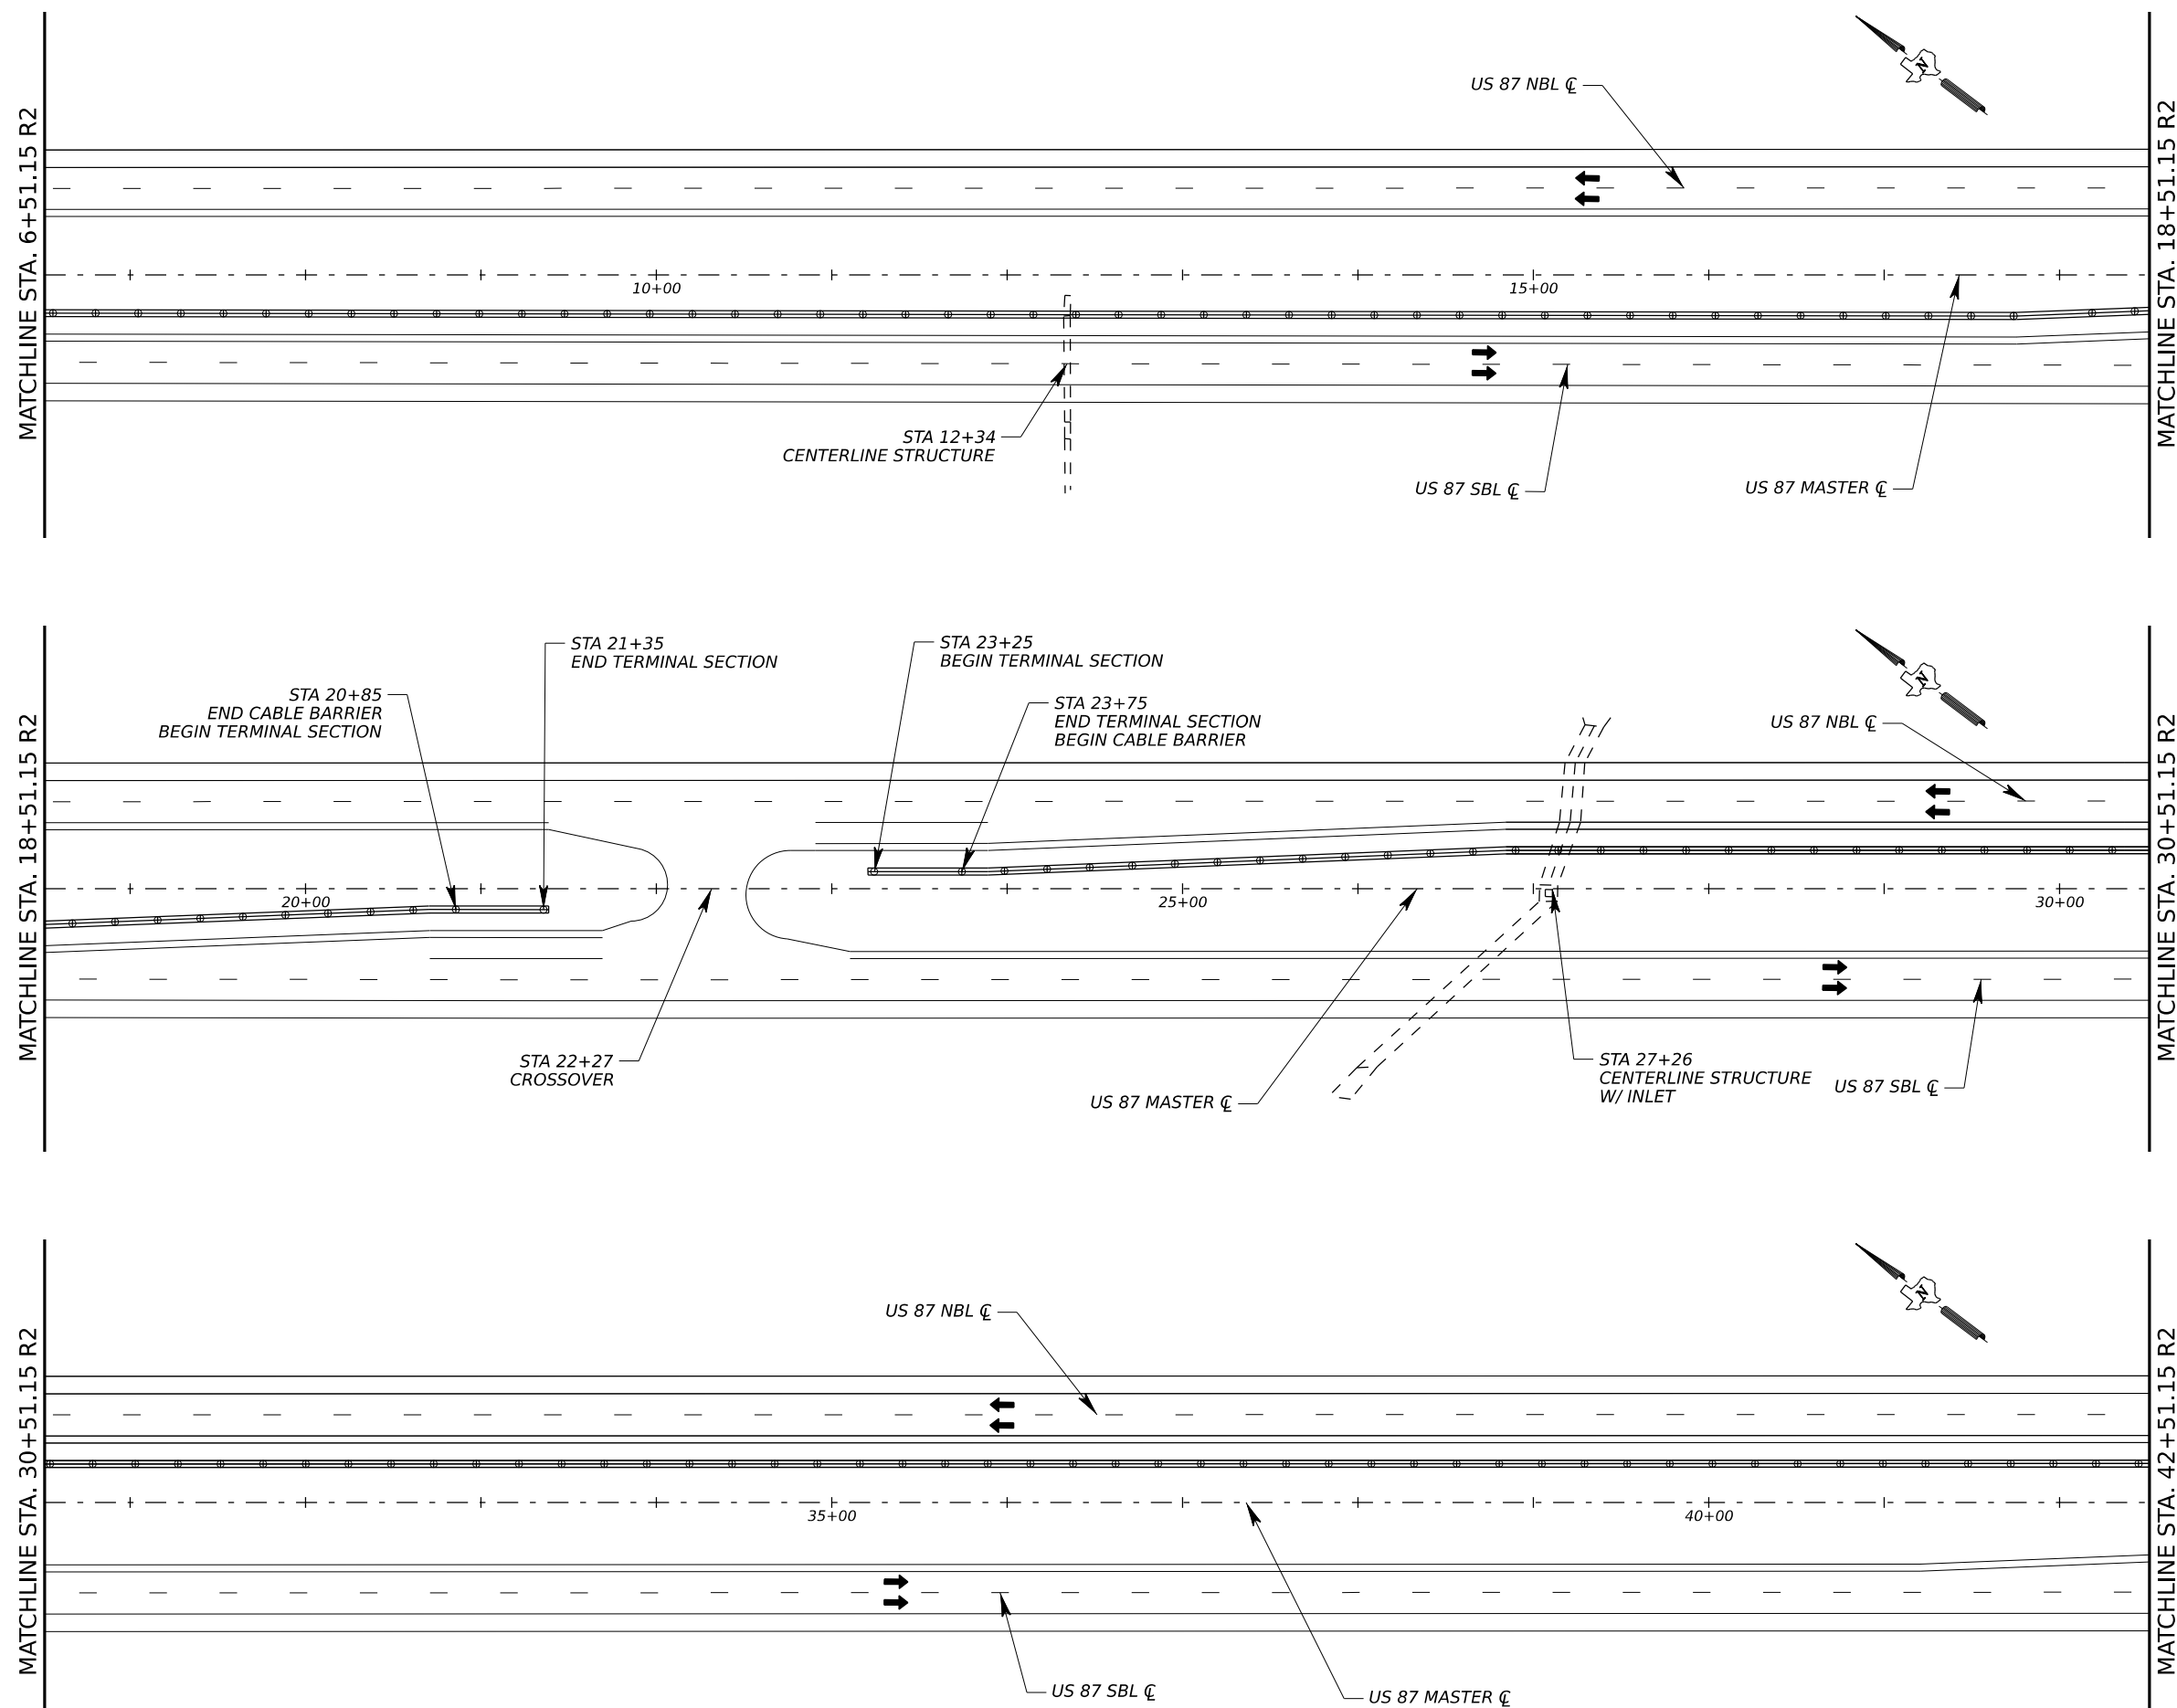 MATCHLINE STA. 6+51.15 R2
US 87 NBL ℄
N
10+00
15+00
STA 12+34
CENTERLINE STRUCTURE
US 87 SBL ℄
US 87 MASTER ℄
MATCHLINE STA. 18+51.15 R2
MATCHLINE STA. 18+51.15 R2
STA 20+85
END CABLE BARRIER
BEGIN TERMINAL SECTION
STA 21+35
END TERMINAL SECTION
STA 23+25
BEGIN TERMINAL SECTION
STA 23+75
END TERMINAL SECTION
BEGIN CABLE BARRIER
US 87 NBL ℄
N
20+00
25+00
30+00
STA 22+27
CROSSOVER
US 87 MASTER ℄
STA 27+26
CENTERLINE STRUCTURE
W/ INLET
US 87 SBL ℄
MATCHLINE STA. 30+51.15 R2
MATCHLINE STA. 30+51.15 R2
US 87 NBL ℄
N
35+00
40+00
US 87 SBL ℄
US 87 MASTER ℄
MATCHLINE STA. 42+51.15 R2